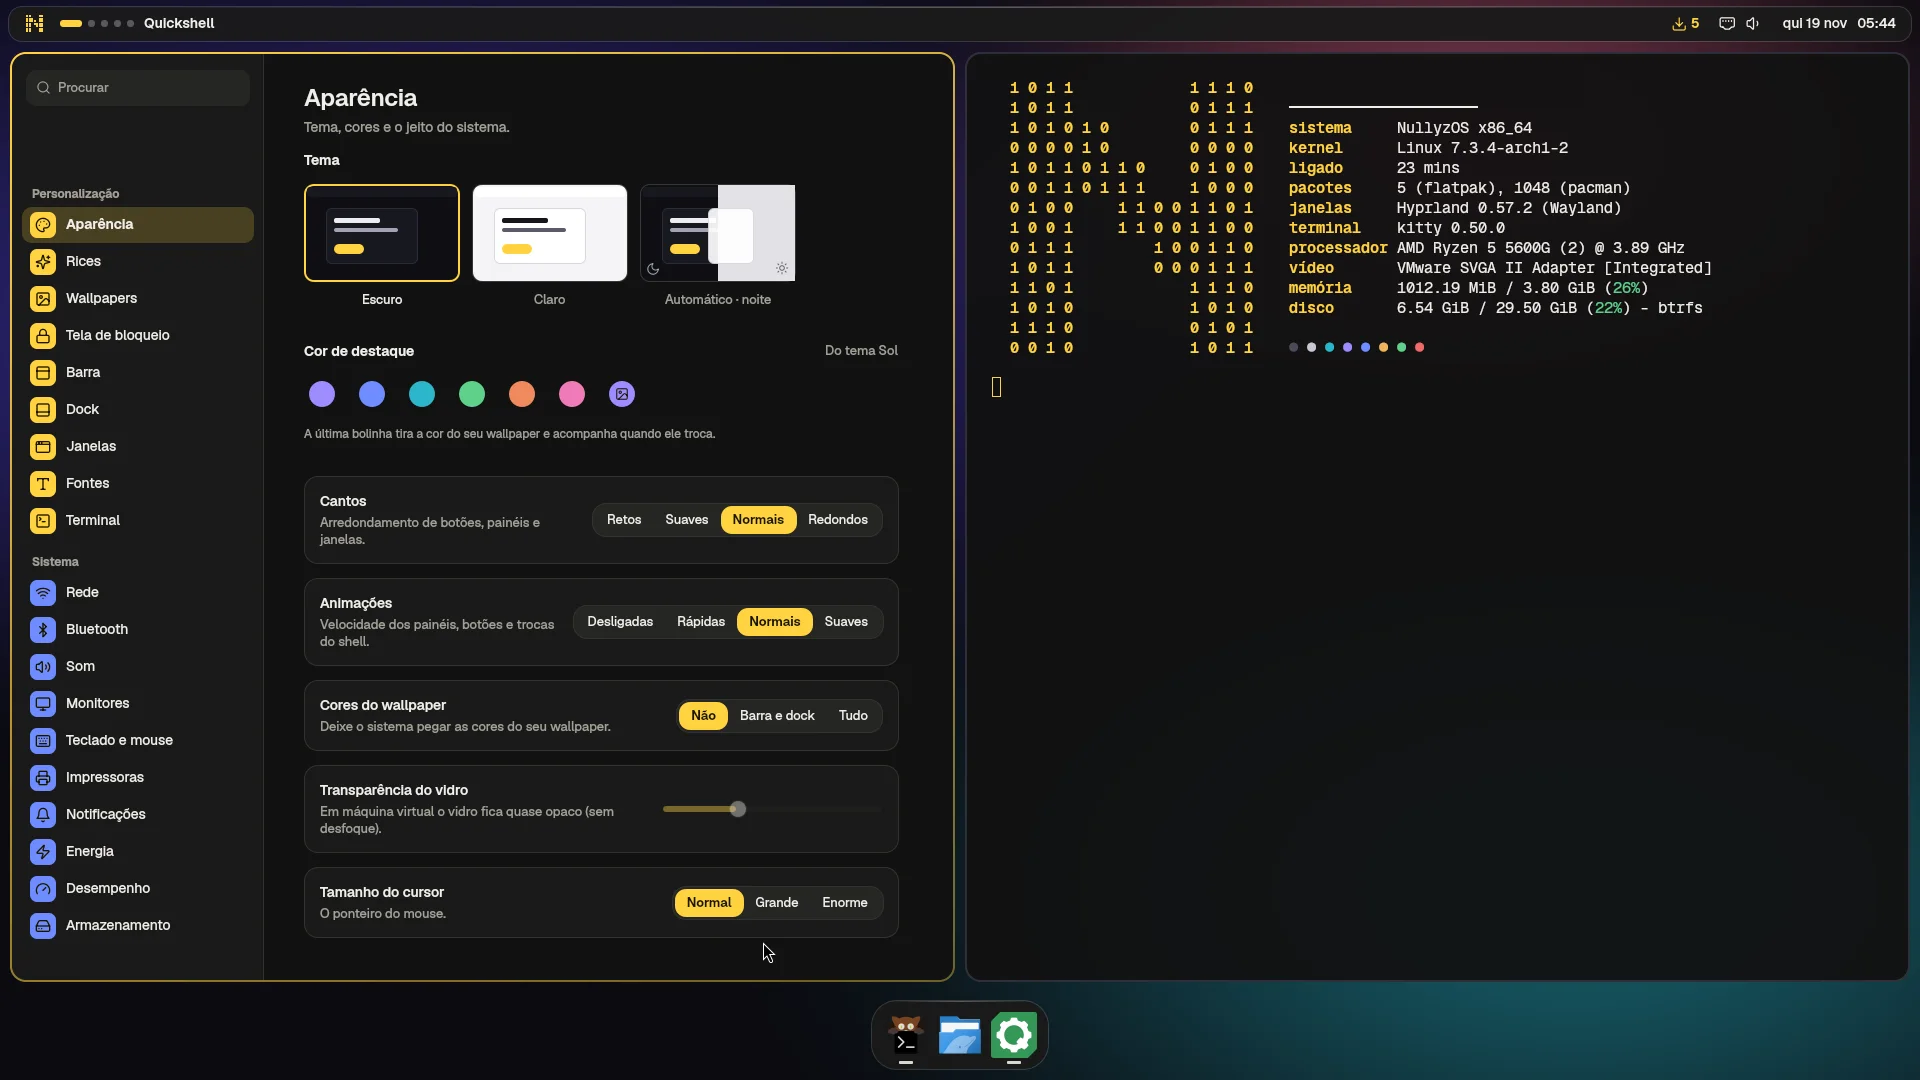 Quickshell
5
qui 19 nov 05:44
Procurar
Personalização
Aparência
Rices
Wallpapers
Tela de bloqueio
Barra
Dock
Janelas
Fontes
Terminal
Sistema
Rede
Bluetooth
Som
Monitores
Teclado e mouse
Impressoras
Notificações
Energia
Desempenho
Armazenamento
Aparência
Tema, cores e o jeito do sistema.
Tema
Escuro
Claro
Automático · noite
Cor de destaque
Do tema Sol
A última bolinha tira a cor do seu wallpaper e acompanha quando ele troca.
Cantos
Arredondamento de botões, painéis e
janelas.
Retos Suaves Normais Redondos
Animações
Velocidade dos painéis, botões e trocas
do shell.
Desligadas Rápidas Normais Suaves
Cores do wallpaper
Deixe o sistema pegar as cores do seu wallpaper.
Não Barra e dock Tudo
Transparência do vidro
Em máquina virtual o vidro fica quase opaco (sem
desfoque).
Tamanho do cursor
O ponteiro do mouse.
Normal Grande Enorme
1 0 1 1 1 1 1 0
1 0 1 1 0 1 1 1
1 0 1 0 1 0 0 1 1 1
0 0 0 0 1 0 0 0 0 0
1 0 1 1 0 1 1 0 0 1 0 0
0 0 1 1 0 1 1 1 1 0 0 0
0 1 0 0 1 1 0 0 1 1 0 1
1 0 0 1 1 1 0 0 1 1 0 0
0 1 1 1 1 0 0 1 1 0
1 0 1 1 0 0 0 1 1 1
1 1 0 1 1 1 1 0
1 0 1 0 1 0 1 0
1 1 1 0 0 1 0 1
0 0 1 0 1 0 1 1
sistema NullyzOS x86_64
kernel Linux 7.3.4-arch1-2
ligado 23 mins
pacotes 5 (flatpak), 1048 (pacman)
janelas Hyprland 0.57.2 (Wayland)
terminal kitty 0.50.0
processador AMD Ryzen 5 5600G (2) @ 3.89 GHz
vídeo VMware SVGA II Adapter [Integrated]
memória 1012.19 MiB / 3.80 GiB (26%)
disco 6.54 GiB / 29.50 GiB (22%) - btrfs